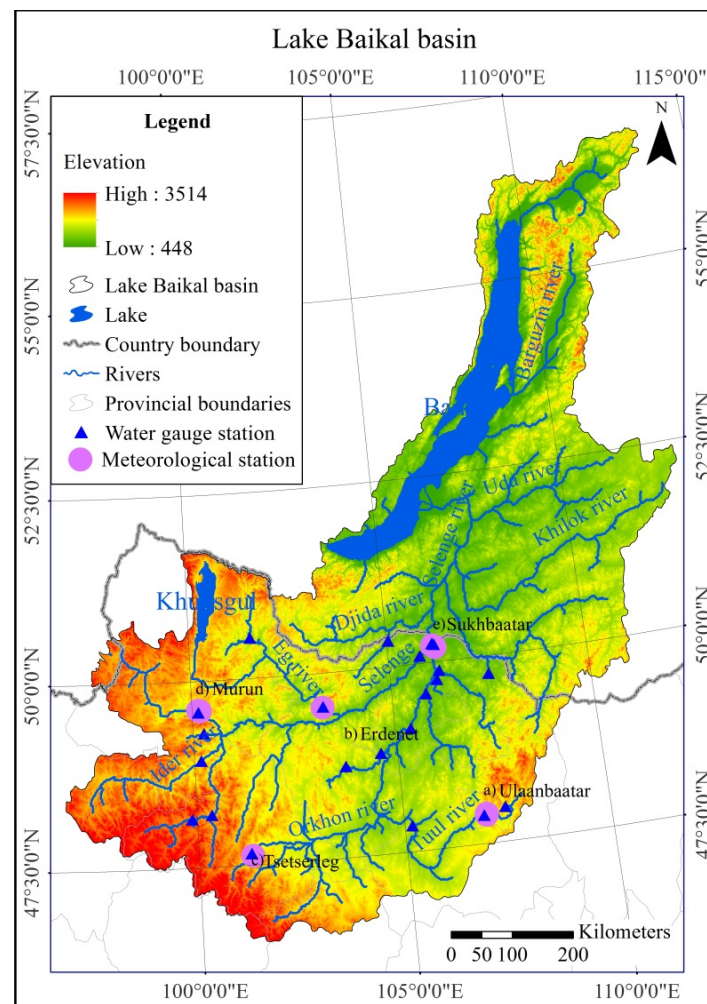 Lake Baikal basin
100°0'0"E
105°0'0"E
110°0'0"E
115°0'0"E
57°30'0"N
55°0'0"N
52°30'0"N
50°0'0"N
47°30'0"N
Legend
N
Elevation
High : 3514
Low : 448
Lake Baikal basin
Lake
Country boundary
Rivers
Provincial boundaries
Water gauge station
Meteorological station
55°0'0"N
52°30'0"N
50°0'0"N
47°30'0"N
Barguzin river
Uda river
Selenge river
Khilok river
Khuvsgul
Djida river
e) Sukhbaatar
Eg river
Selenge
d) Murun
b) Erdenet
Ider river
a) Ulaanbaatar
Orkhon river
Tuul river
c) Tsetserleg
Kilometers
0 50 100 200
100°0'0"E
105°0'0"E
110°0'0"E